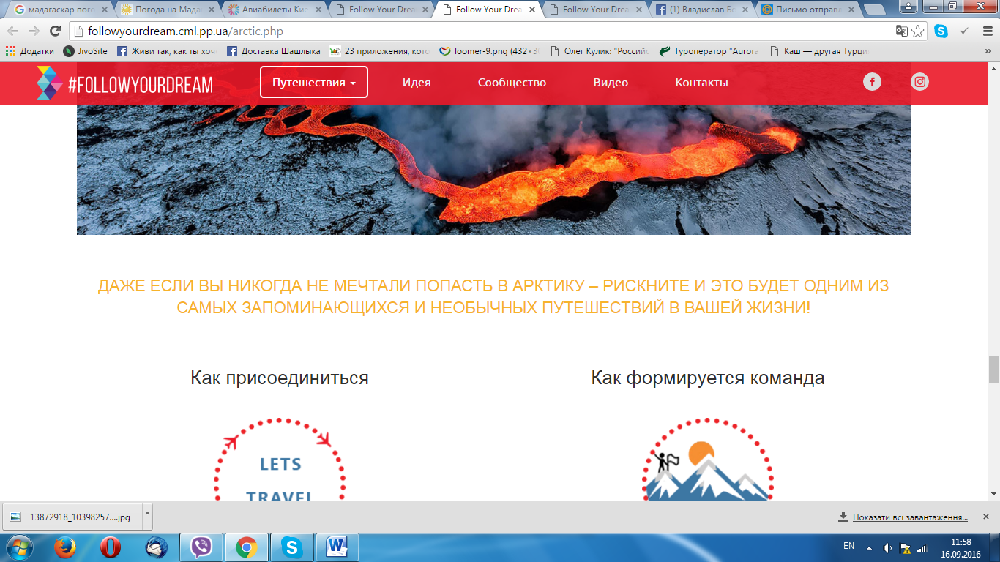 мадагаскар пог
Погода на Мада
Авиабилеты Кие
Follow Your Drea
Follow Your Drea
Follow Your Drea
(1) Владислав Бо
Письмо отправл
followyourdream.cml.pp.ua/arctic.php
Додатки
JivoSite
Живи так, как ты хоч
Доставка Шашлыка
23 приложения, кото
loomer-9.png (432×3
Олег Кулик: "Россий
Туроператор "Aurora
Каш — другая Турци
»
#FOLLOWYOURDREAM
Путешествия
Идея
Сообщество
Видео
Контакты
ДАЖЕ ЕСЛИ ВЫ НИКОГДА НЕ МЕЧТАЛИ ПОПАСТЬ В АРКТИКУ – РИСКНИТЕ И ЭТО БУДЕТ ОДНИМ ИЗ
САМЫХ ЗАПОМИНАЮЩИХСЯ И НЕОБЫЧНЫХ ПУТЕШЕСТВИЙ В ВАШЕЙ ЖИЗНИ!
Как присоединиться
Как формируется команда
LETS
TRAVEL
13872918_10398257....jpg
Показати всі завантаження...
EN
11:58
16.09.2016